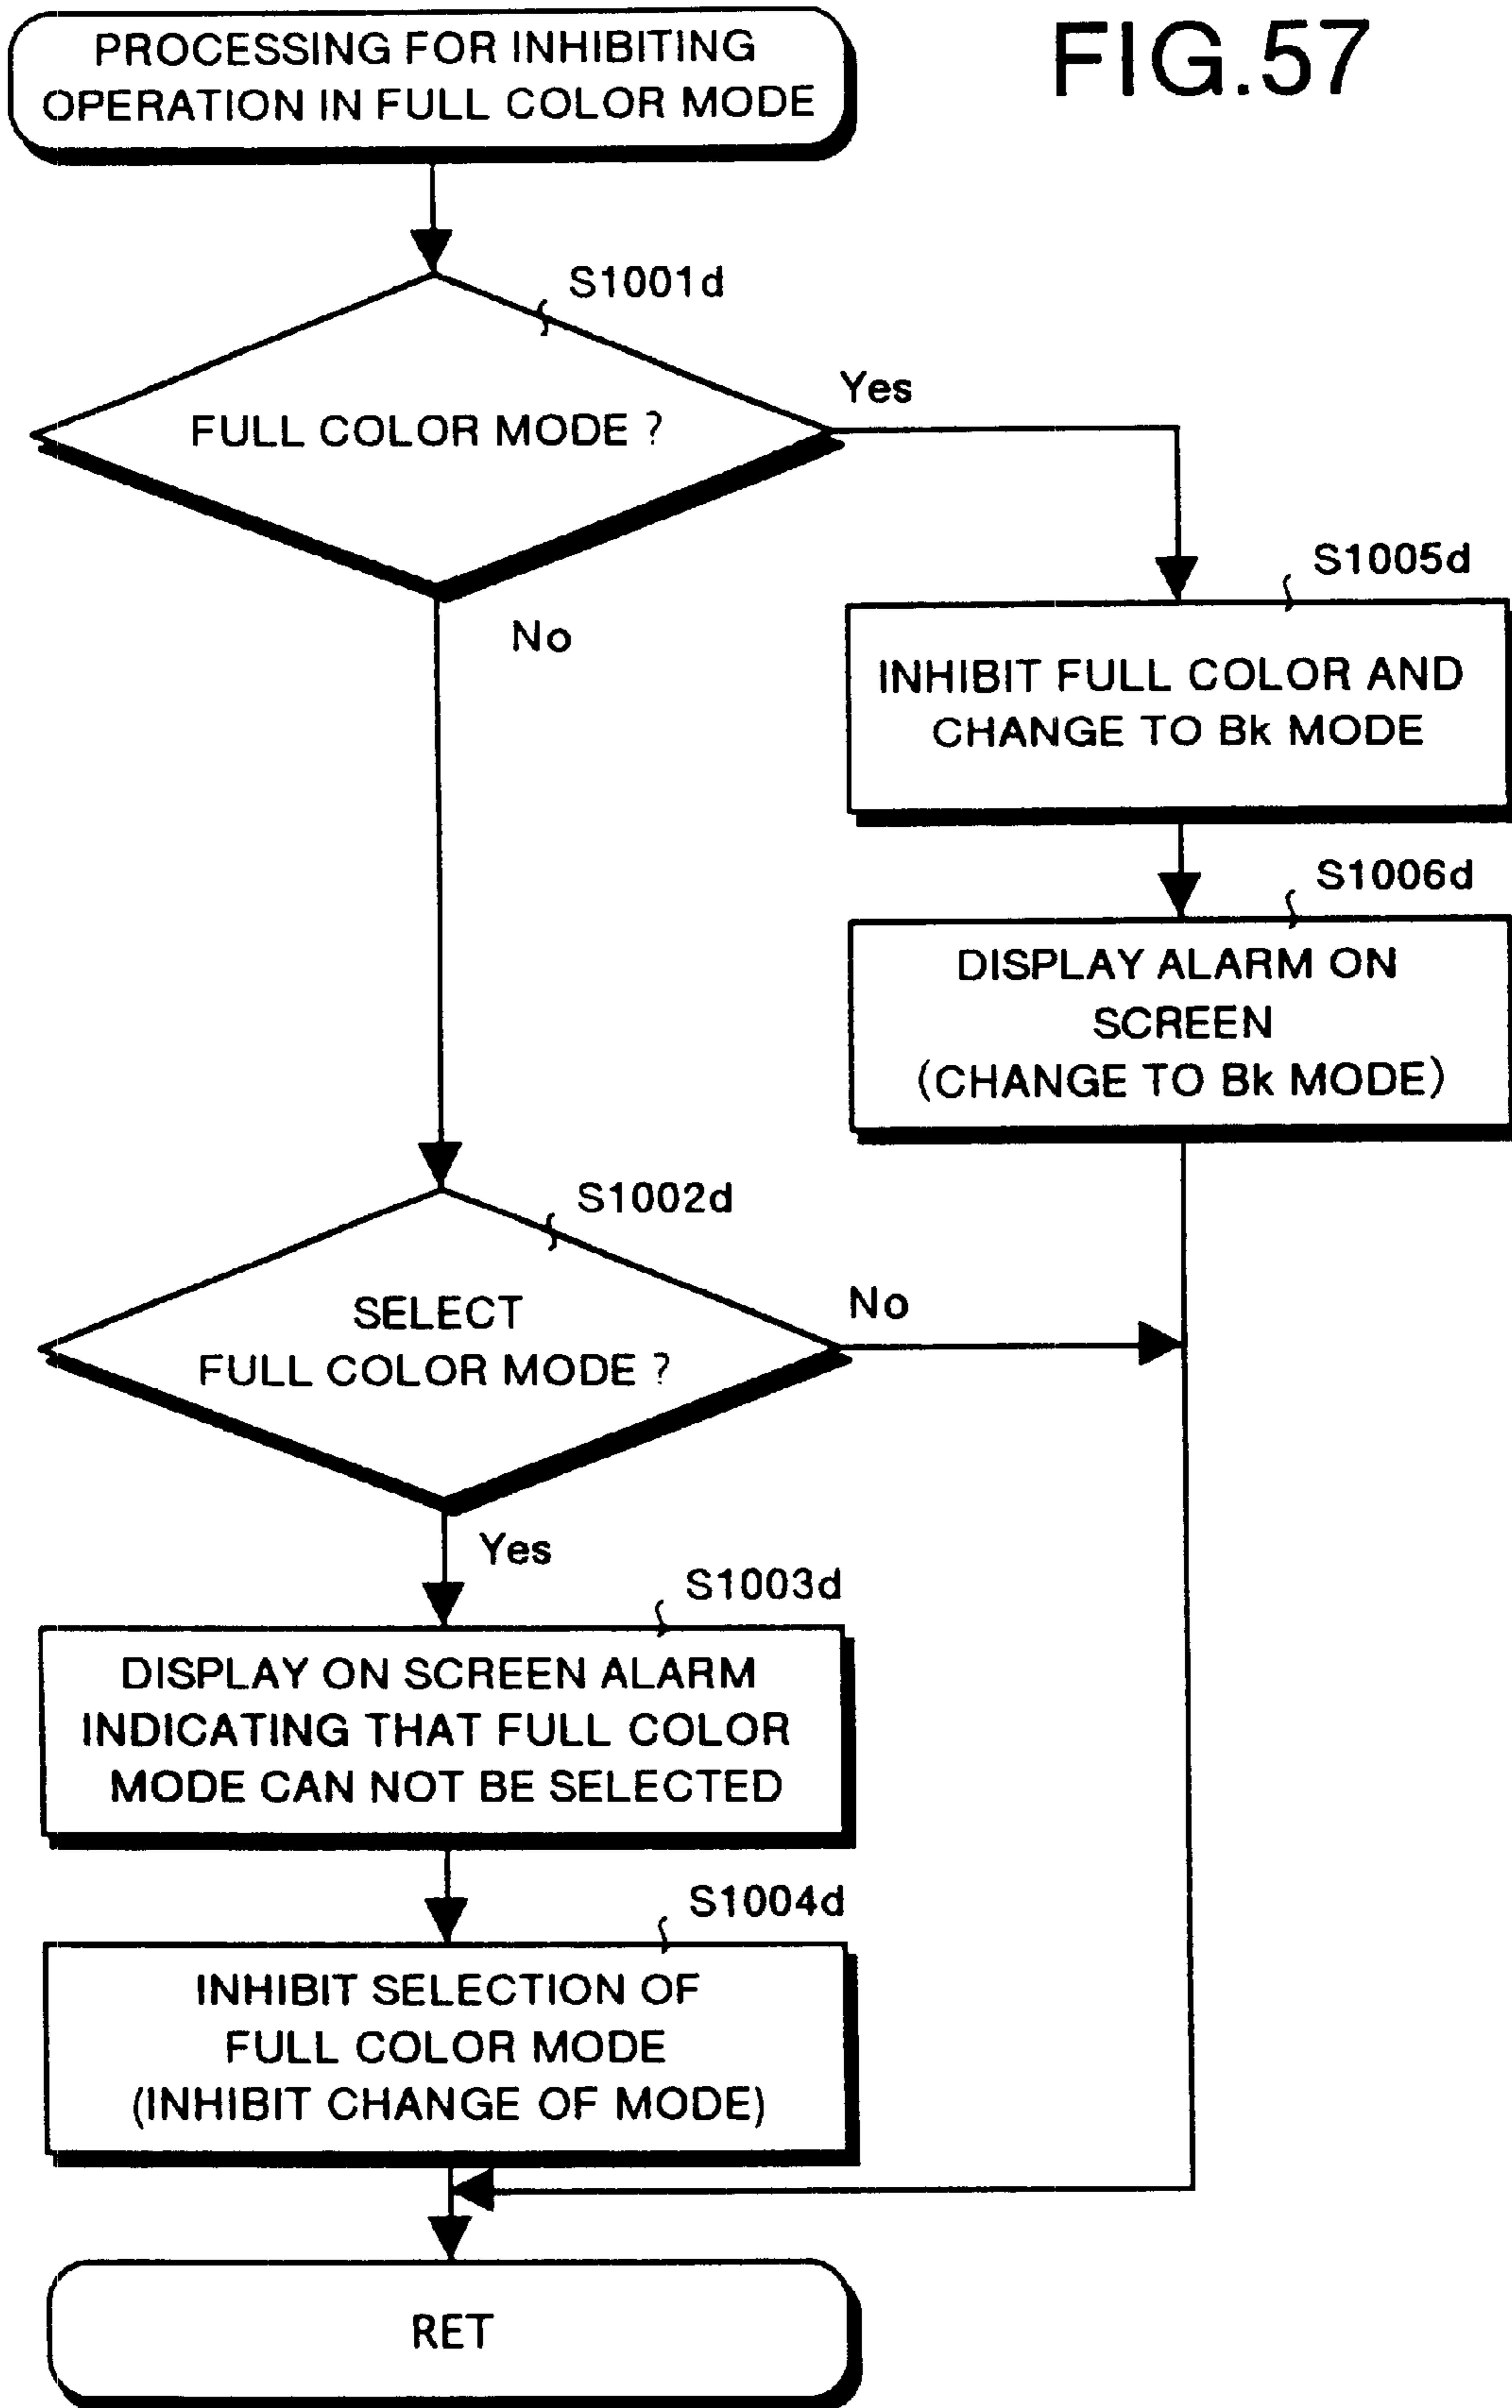 FIG.57
PROCESSING FOR INHIBITING
OPERATION IN FULL COLOR MODE
S1001d
FULL COLOR MODE ?
Yes
No
S1005d
INHIBIT FULL COLOR AND
CHANGE TO Bk MODE
S1006d
DISPLAY ALARM ON
SCREEN
(CHANGE TO Bk MODE)
S1002d
SELECT
FULL COLOR MODE ?
No
Yes
S1003d
DISPLAY ON SCREEN ALARM
INDICATING THAT FULL COLOR
MODE CAN NOT BE SELECTED
S1004d
INHIBIT SELECTION OF
FULL COLOR MODE
(INHIBIT CHANGE OF MODE)
RET